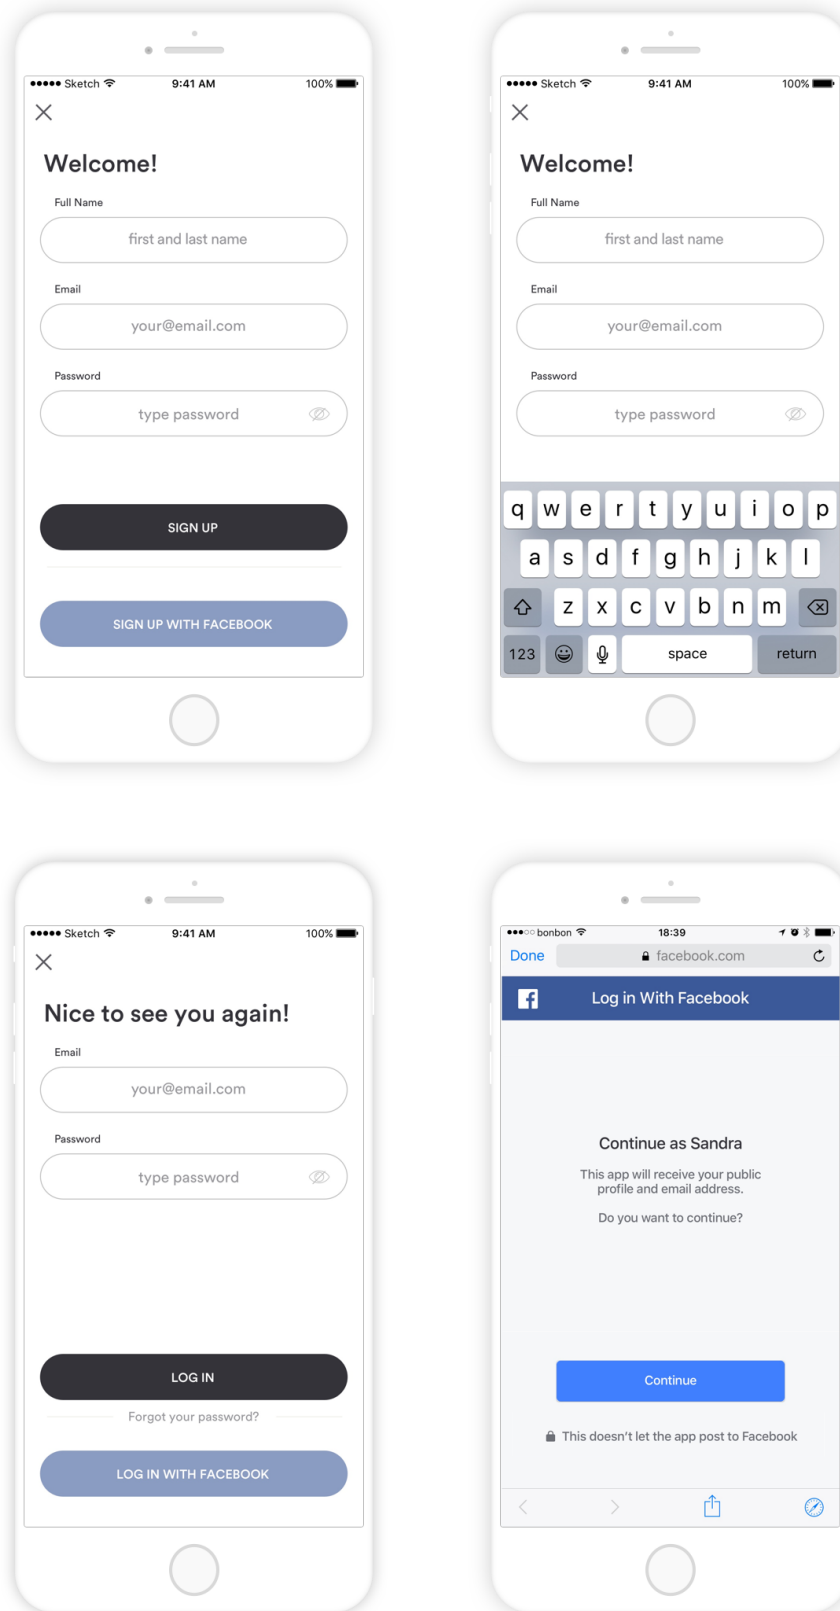 ●●●●● Sketch 9:41 AM 100%
Welcome!
Full Name
first and last name
Email
your@email.com
Password
type password
SIGN UP
SIGN UP WITH FACEBOOK
●●●●● Sketch 9:41 AM 100%
Welcome!
Full Name
first and last name
Email
your@email.com
Password
type password
q w e r t y u i o p
a s d f g h j k l
z x c v b n m
123 space return
●●●●● Sketch 9:41 AM 100%
Nice to see you again!
Email
your@email.com
Password
type password
LOG IN
Forgot your password?
LOG IN WITH FACEBOOK
●●●○○ bonbon 18:39
Done facebook.com
f Log in With Facebook
Continue as Sandra
This app will receive your public
profile and email address.
Do you want to continue?
Continue
This doesn't let the app post to Facebook